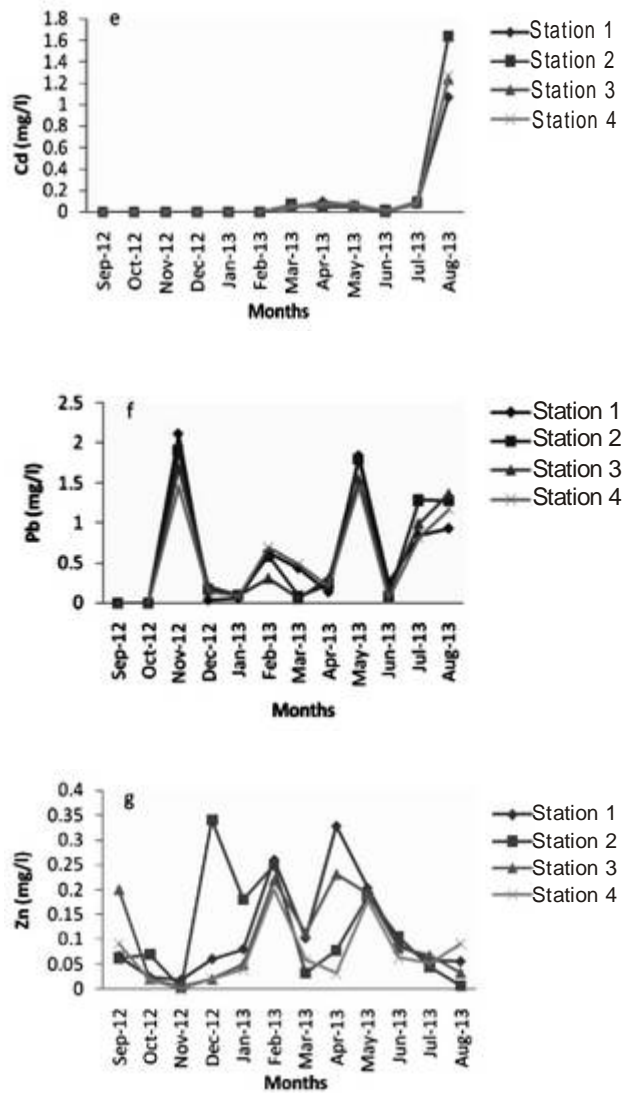 e
Cd (mg/l)
1.8
1.6
1.4
1.2
1
0.8
0.6
0.4
0.2
0
Sep-12
Oct-12
Nov-12
Dec-12
Jan-13
Feb-13
Mar-13
Apr-13
May-13
Jun-13
Jul-13
Aug-13
Months
Station 1
Station 2
Station 3
Station 4
f
Pb (mg/l)
2.5
2
1.5
1
0.5
0
Sep-12
Oct-12
Nov-12
Dec-12
Jan-13
Feb-13
Mar-13
Apr-13
May-13
Jun-13
Jul-13
Aug-13
Months
Station 1
Station 2
Station 3
Station 4
g
Zn (mg/l)
0.4
0.35
0.3
0.25
0.2
0.15
0.1
0.05
0
Sep-12
Oct-12
Nov-12
Dec-12
Jan-13
Feb-13
Mar-13
Apr-13
May-13
Jun-13
Jul-13
Aug-13
Months
Station 1
Station 2
Station 3
Station 4